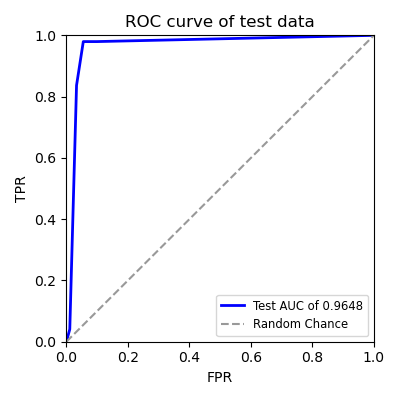 ROC curve of test data
1.0
0.8
0.6
0.4
0.2
0.0
TPR
Test AUC of 0.9648
Random Chance
0.0 0.2 0.4 0.6 0.8 1.0
FPR